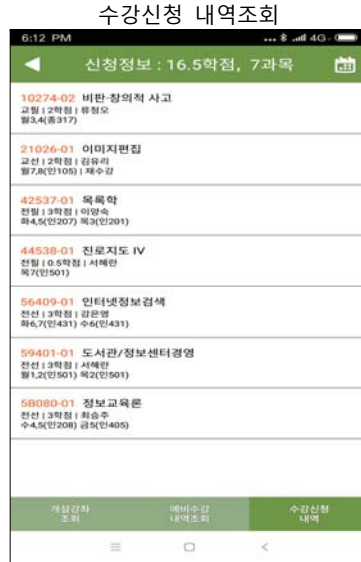 수강신청 내역조회
6:12 PM
4G
신청정보 : 16.5학점, 7과목
10274-02 비판·창의적 사고
교필 | 2학점 | 류정오
월3,4(종317)
21026-01 이미지편집
교선 | 2학점 | 김유리
월7,8(인105) | 재수강
42537-01 목록학
전필 | 3학점 | 이양숙
화4,5(인207) 목3(인201)
44538-01 진로지도 IV
전필 | 0.5학점 | 서혜란
목7(인501)
56409-01 인터넷정보검색
전선 | 3학점 | 강은영
화6,7(인431) 수6(인431)
59401-01 도서관/정보센터경영
전선 | 3학점 | 서혜란
월1,2(인501) 목2(인501)
5B080-01 정보교육론
전선 | 3학점 | 최승주
수4,5(인208) 금5(인405)
개설강좌
조회
예비수강
내역조회
수강신청
내역